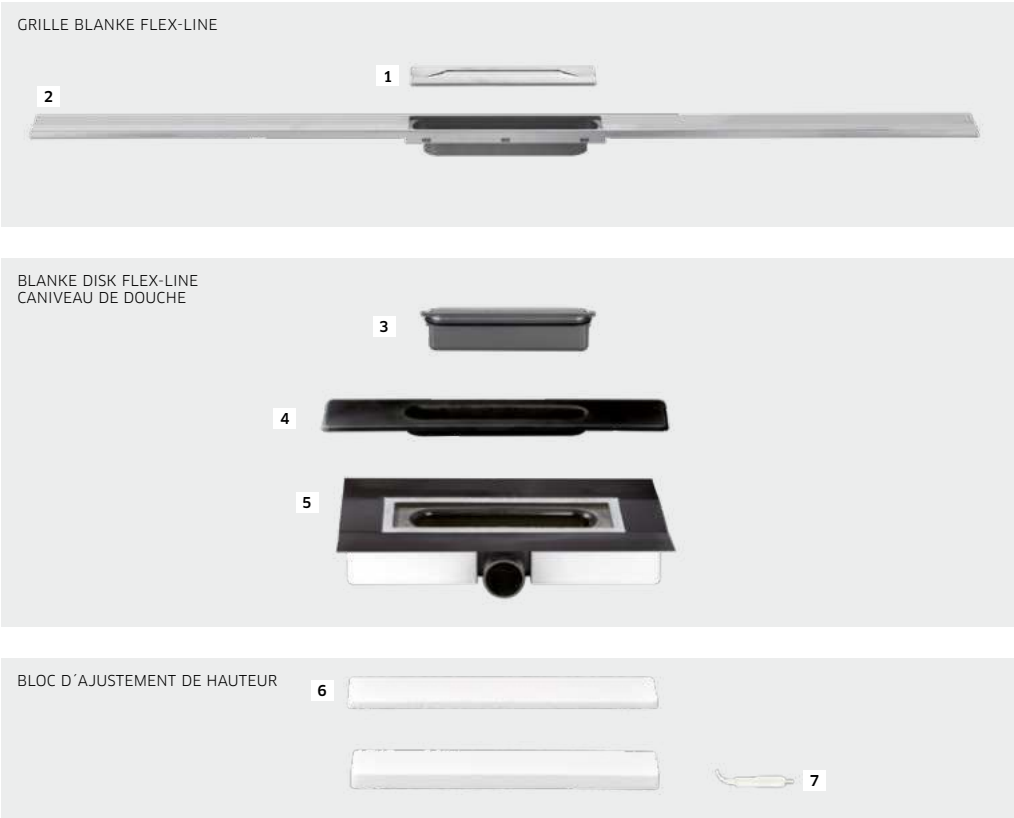 GRILLE BLANKE FLEX-LINE
1
2
BLANKE DISK FLEX-LINE
CANIVEAU DE DOUCHE
3
4
5
BLOC D´AJUSTEMENT DE HAUTEUR
6
7